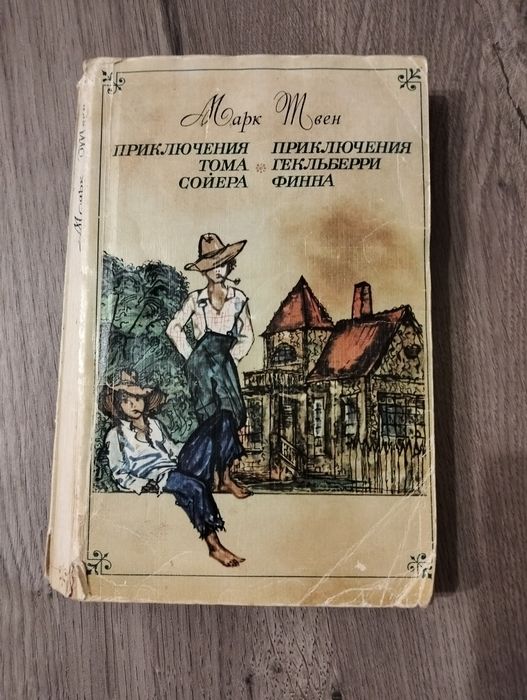 Марк Твен
ПРИКЛЮЧЕНИЯ
ТОМА
СОЙЕРА
ПРИКЛЮЧЕНИЯ
ГЕКЛЬБЕРРИ
ФИННА
Марк Твен